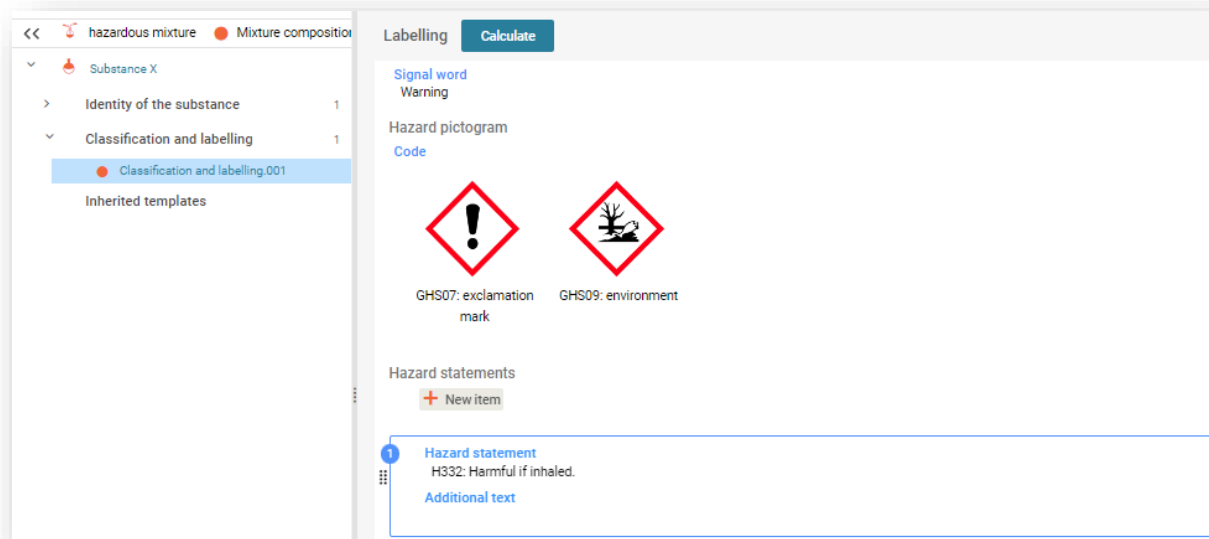 hazardous mixture Mixture composition
Substance X
Identity of the substance 1
Classification and labelling 1
Classification and labelling.001
Inherited templates
Labelling Calculate
Signal word
Warning
Hazard pictogram
Code
GHS07: exclamation
mark
GHS09: environment
Hazard statements
+ New item
1
Hazard statement
H332: Harmful if inhaled.
Additional text